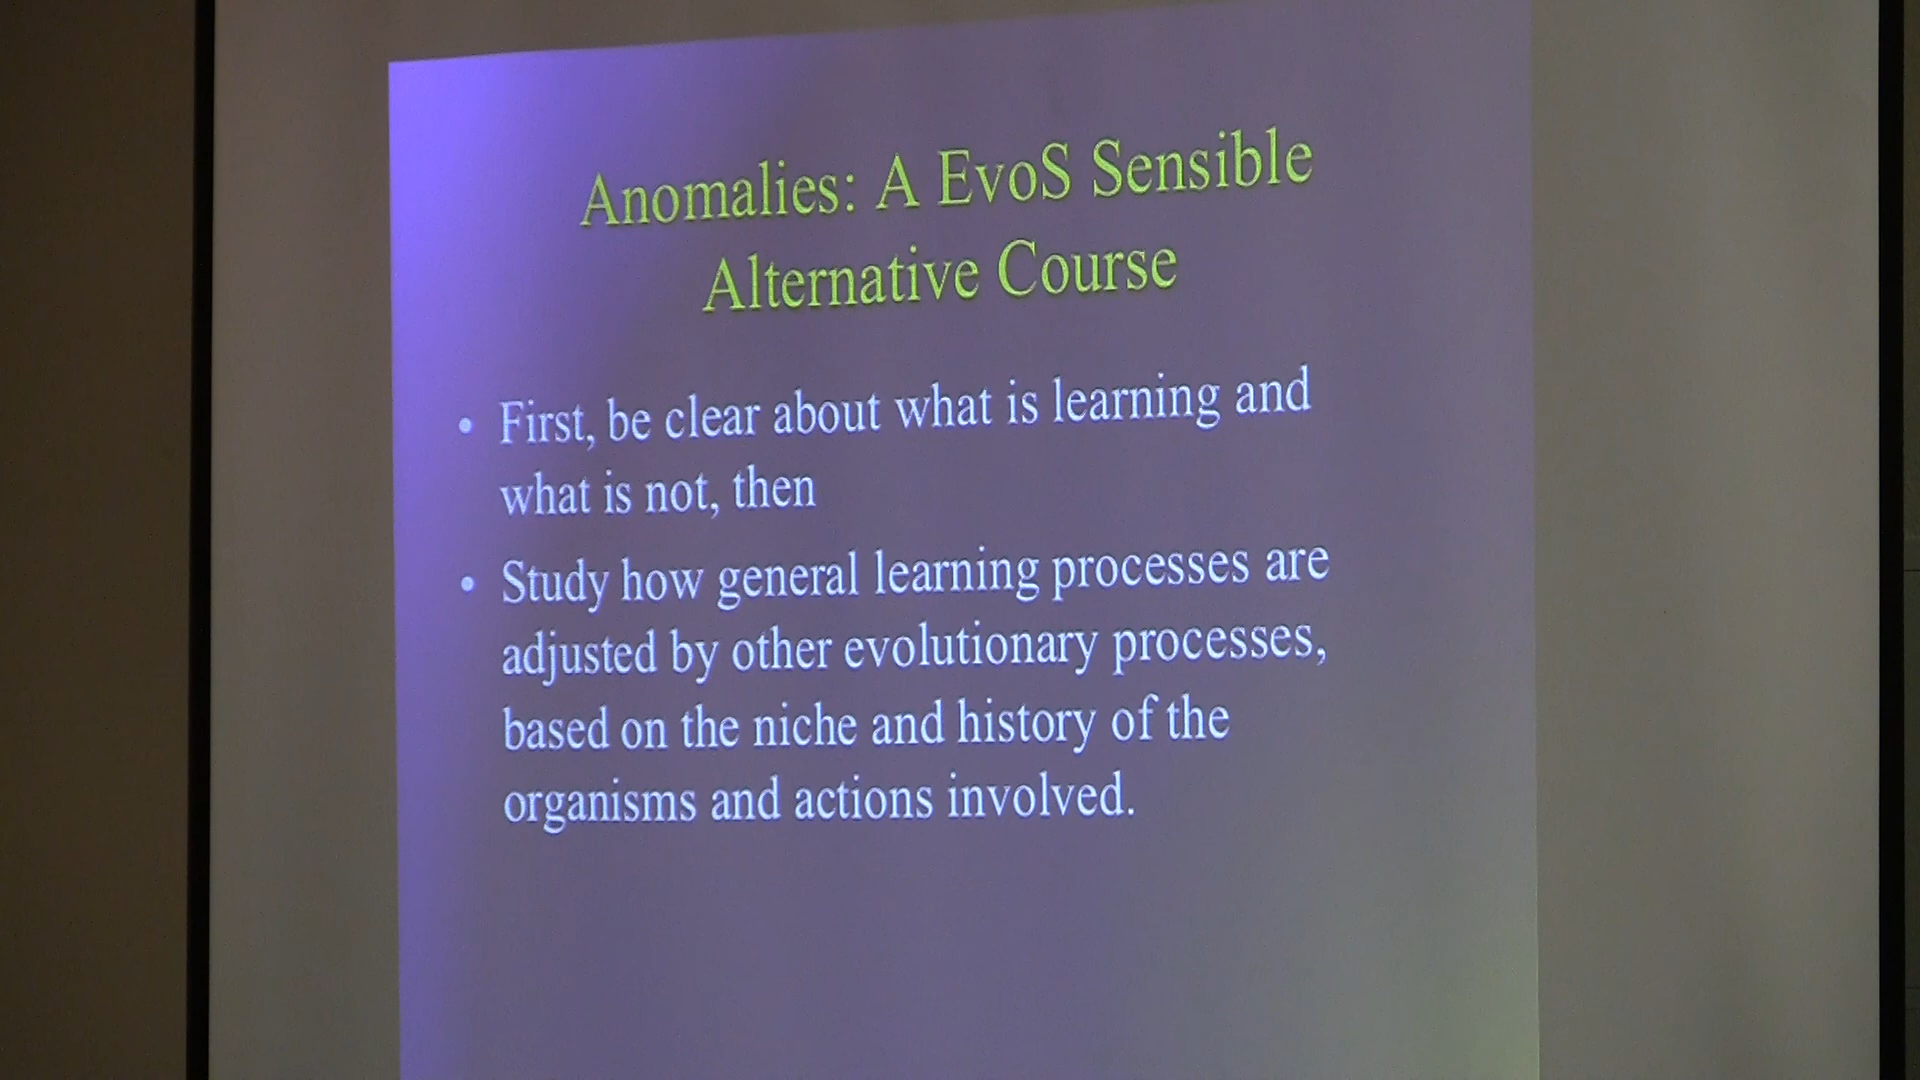 Anomalies: A EvoS Sensible
Alternative Course
• First, be clear about what is learning and
what is not, then
• Study how general learning processes are
adjusted by other evolutionary processes,
based on the niche and history of the
organisms and actions involved.